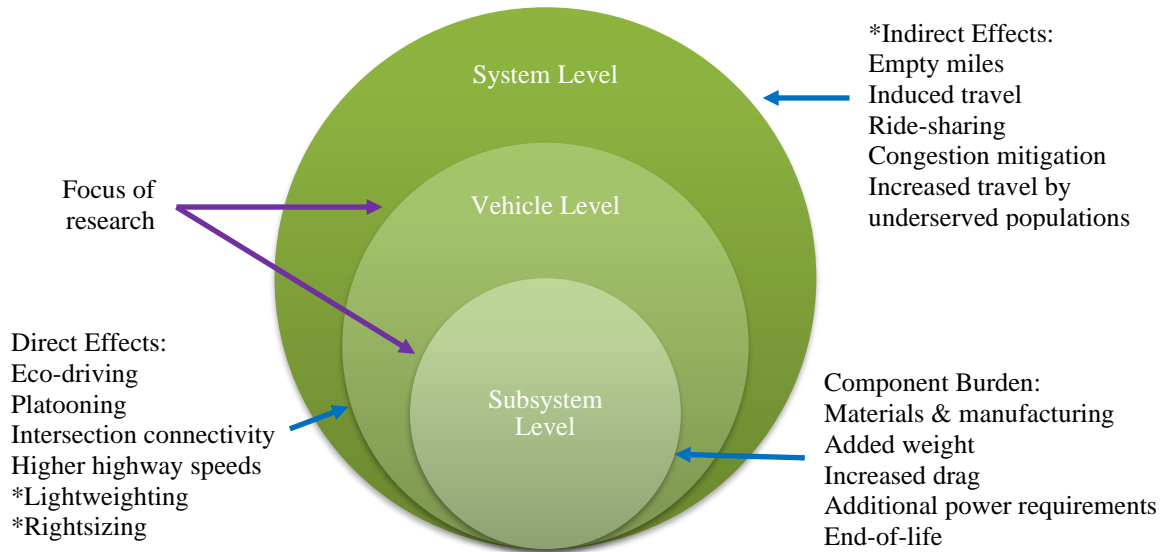 System Level
*Indirect Effects:
Empty miles
Induced travel
Ride-sharing
Congestion mitigation
Increased travel by
underserved populations
Focus of
research
Vehicle Level
Direct Effects:
Eco-driving
Platooning
Intersection connectivity
Higher highway speeds
*Lightweighting
*Rightsizing
Subsystem
Level
Component Burden:
Materials & manufacturing
Added weight
Increased drag
Additional power requirements
End-of-life